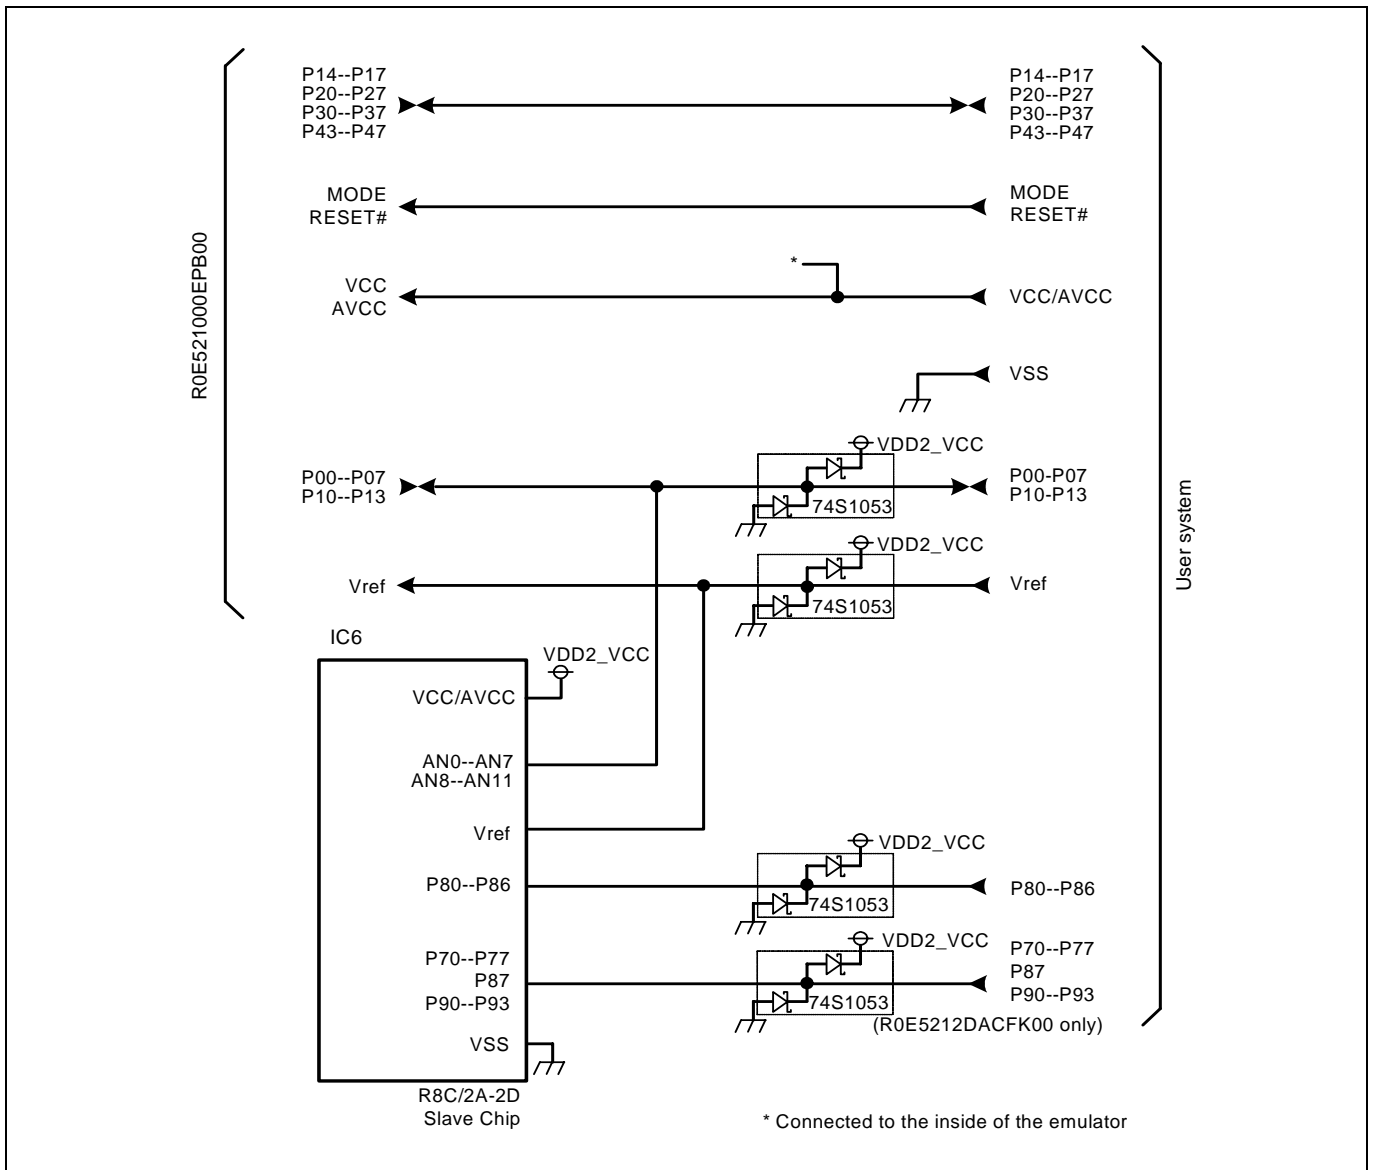 P14--P17
P20--P27
P30--P37
P43--P47
P14--P17
P20--P27
P30--P37
P43--P47
MODE
RESET#
MODE
RESET#
R0E521000EPB00
*
VCC
AVCC
VCC/AVCC
VSS
VDD2_VCC
P00--P07
P10--P13
74S1053
P00-P07
P10-P13
User system
VDD2_VCC
Vref
74S1053
Vref
IC6
VDD2_VCC
VCC/AVCC
AN0--AN7
AN8--AN11
Vref
VDD2_VCC
P80--P86
74S1053
P80--P86
VDD2_VCC
P70--P77
P87
P90--P93
74S1053
P70--P77
P87
P90--P93
(R0E5212DACFK00 only)
VSS
R8C/2A-2D
Slave Chip
* Connected to the inside of the emulator